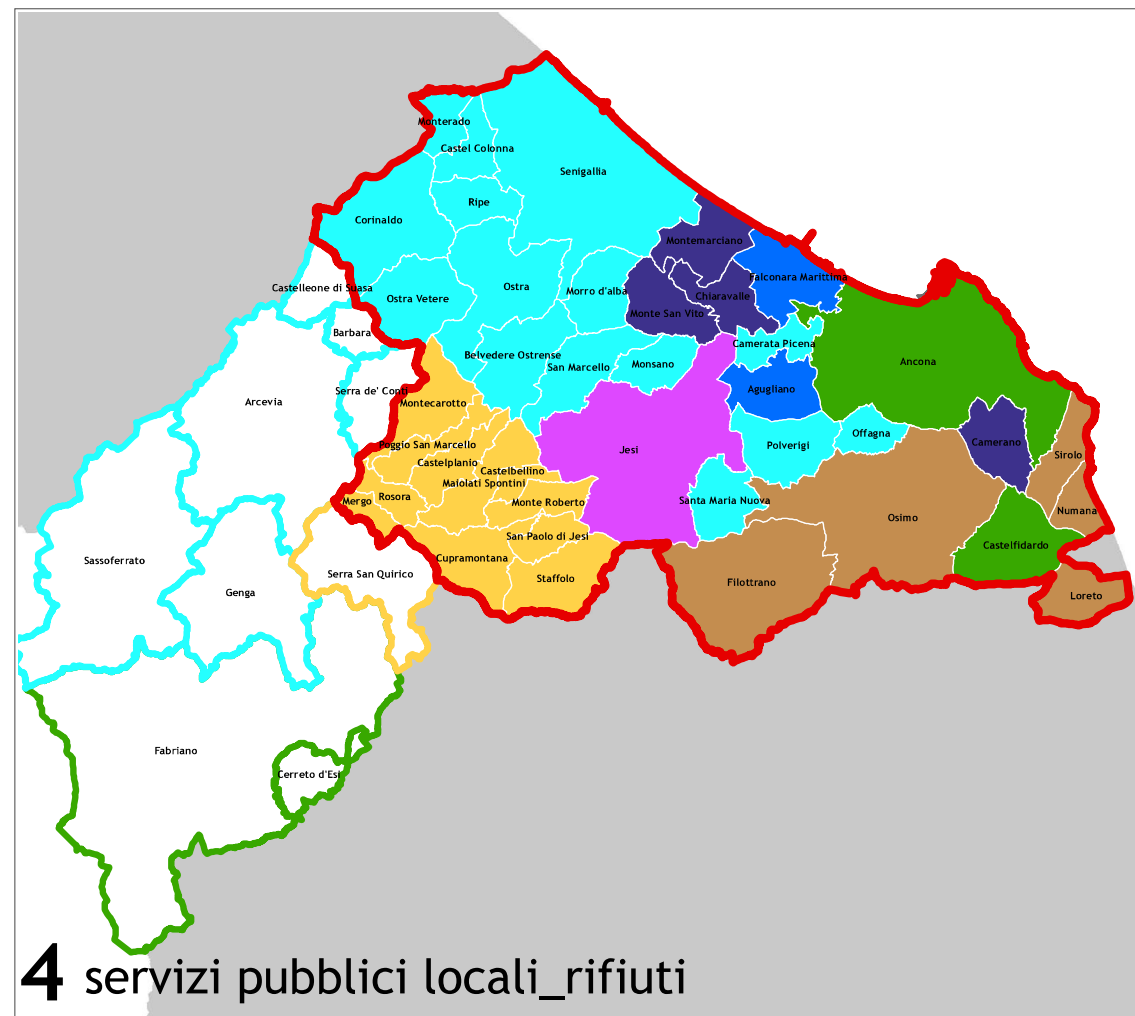 Monterado
Castel Colonna
Senigallia
Ripe
Corinaldo
Montemarciano
Falconara Marittima
Castelleone di Suasa
Ostra Vetere
Ostra
Morro d'alba
Chiaravalle
Monte San Vito
Barbara
Camerata Picena
Belvedere Ostrense
San Marcello
Monsano
Ancona
Serra de' Conti
Agugliano
Arcevia
Montecarotto
Offagna
Poggio San Marcello
Polverigi
Camerano
Jesi
Sirolo
Castelplanio
Castelbellino
Maiolati Spontini
Mergo
Rosora
Monte Roberto
Santa Maria Nuova
Numana
Osimo
San Paolo di Jesi
Castelfidardo
Sassoferrato
Cupramontana
Serra San Quirico
Staffolo
Filottrano
Genga
Loreto
Fabriano
Cerreto d'Esi
4 servizi pubblici locali_rifiuti